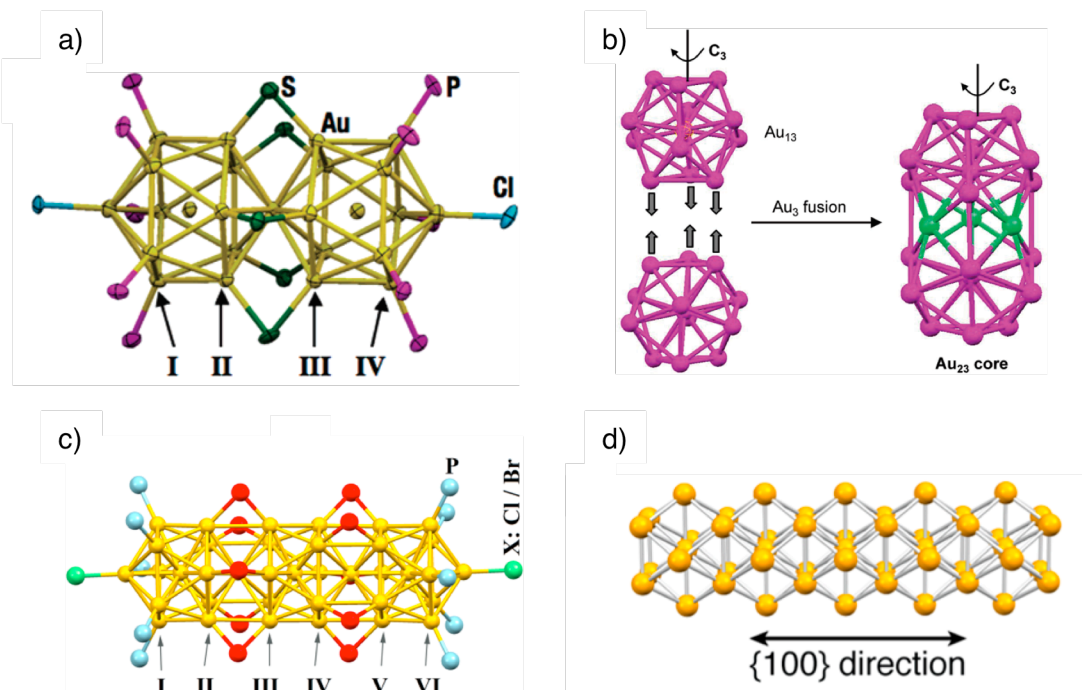 a)
S
P
Au
Cl
I II III IV
b)
C3
C3
Au13
Au3 fusion
Au23 core
c)
P
X: Cl / Br
I II III IV V VI
d)
{100} direction